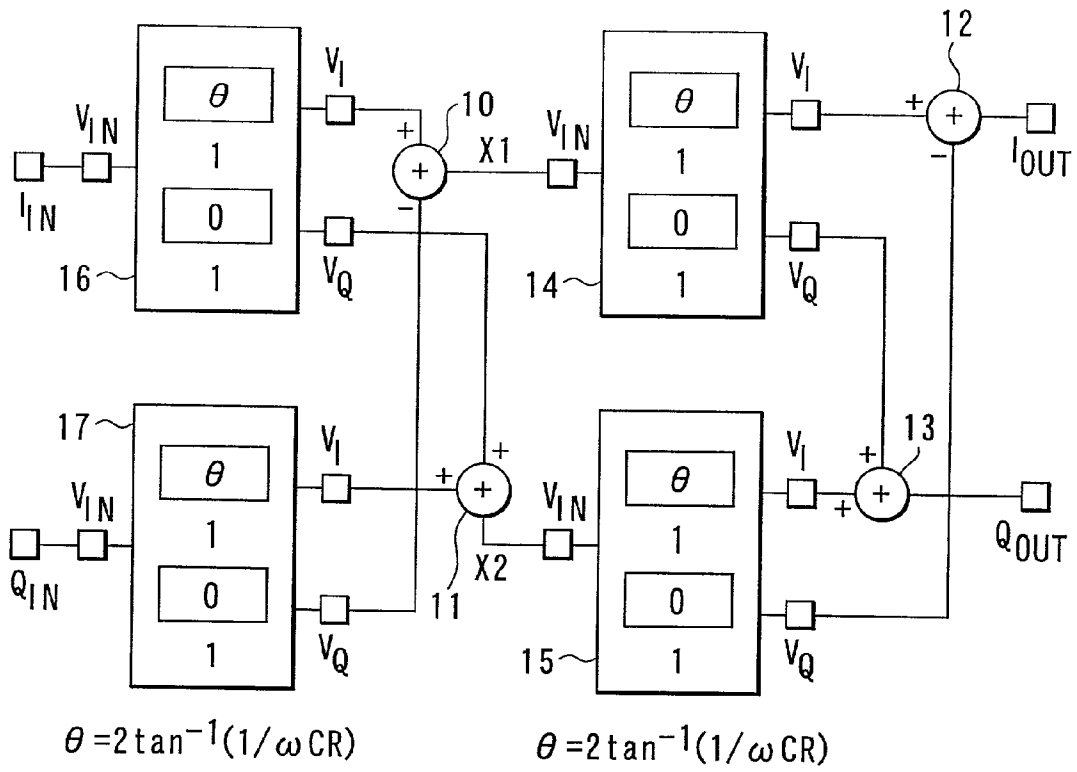 12
V_I
10
V_I
θ
θ
V_IN
+
+
+
+
I_IN
1
+
X1
V_IN
1
−
I_OUT
−
0
0
16
1
V_Q
14
1
V_Q
17
V_I
+
V_I
+
13
θ
+
θ
+
V_IN
+
V_IN
+
Q_IN
1
X2
1
Q_OUT
0
11
0
1
V_Q
15
1
V_Q
θ=2tan⁻¹(1/ωCR)
θ=2tan⁻¹(1/ωCR)